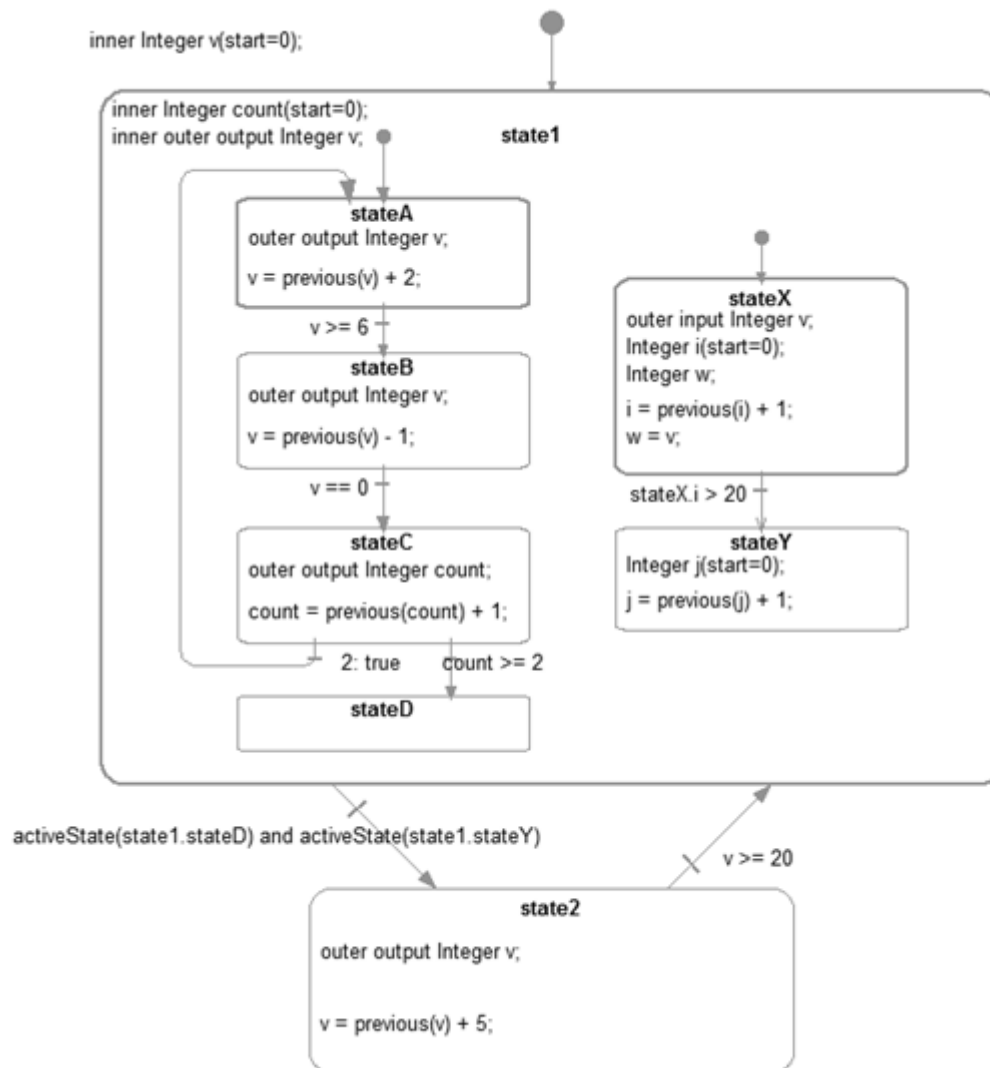 inner Integer v(start=0);
inner Integer count(start=0);
inner outer output Integer v;
state1
stateA
outer output Integer v;
v = previous(v) + 2;
v >= 6
stateB
outer output Integer v;
v = previous(v) - 1;
v == 0
stateC
outer output Integer count;
count = previous(count) + 1;
2: true
count >= 2
stateD
stateX
outer input Integer v;
Integer i(start=0);
Integer w;
i = previous(i) + 1;
w = v;
stateX.i > 20
stateY
Integer j(start=0);
j = previous(j) + 1;
activeState(state1.stateD) and activeState(state1.stateY)
v >= 20
state2
outer output Integer v;
v = previous(v) + 5;